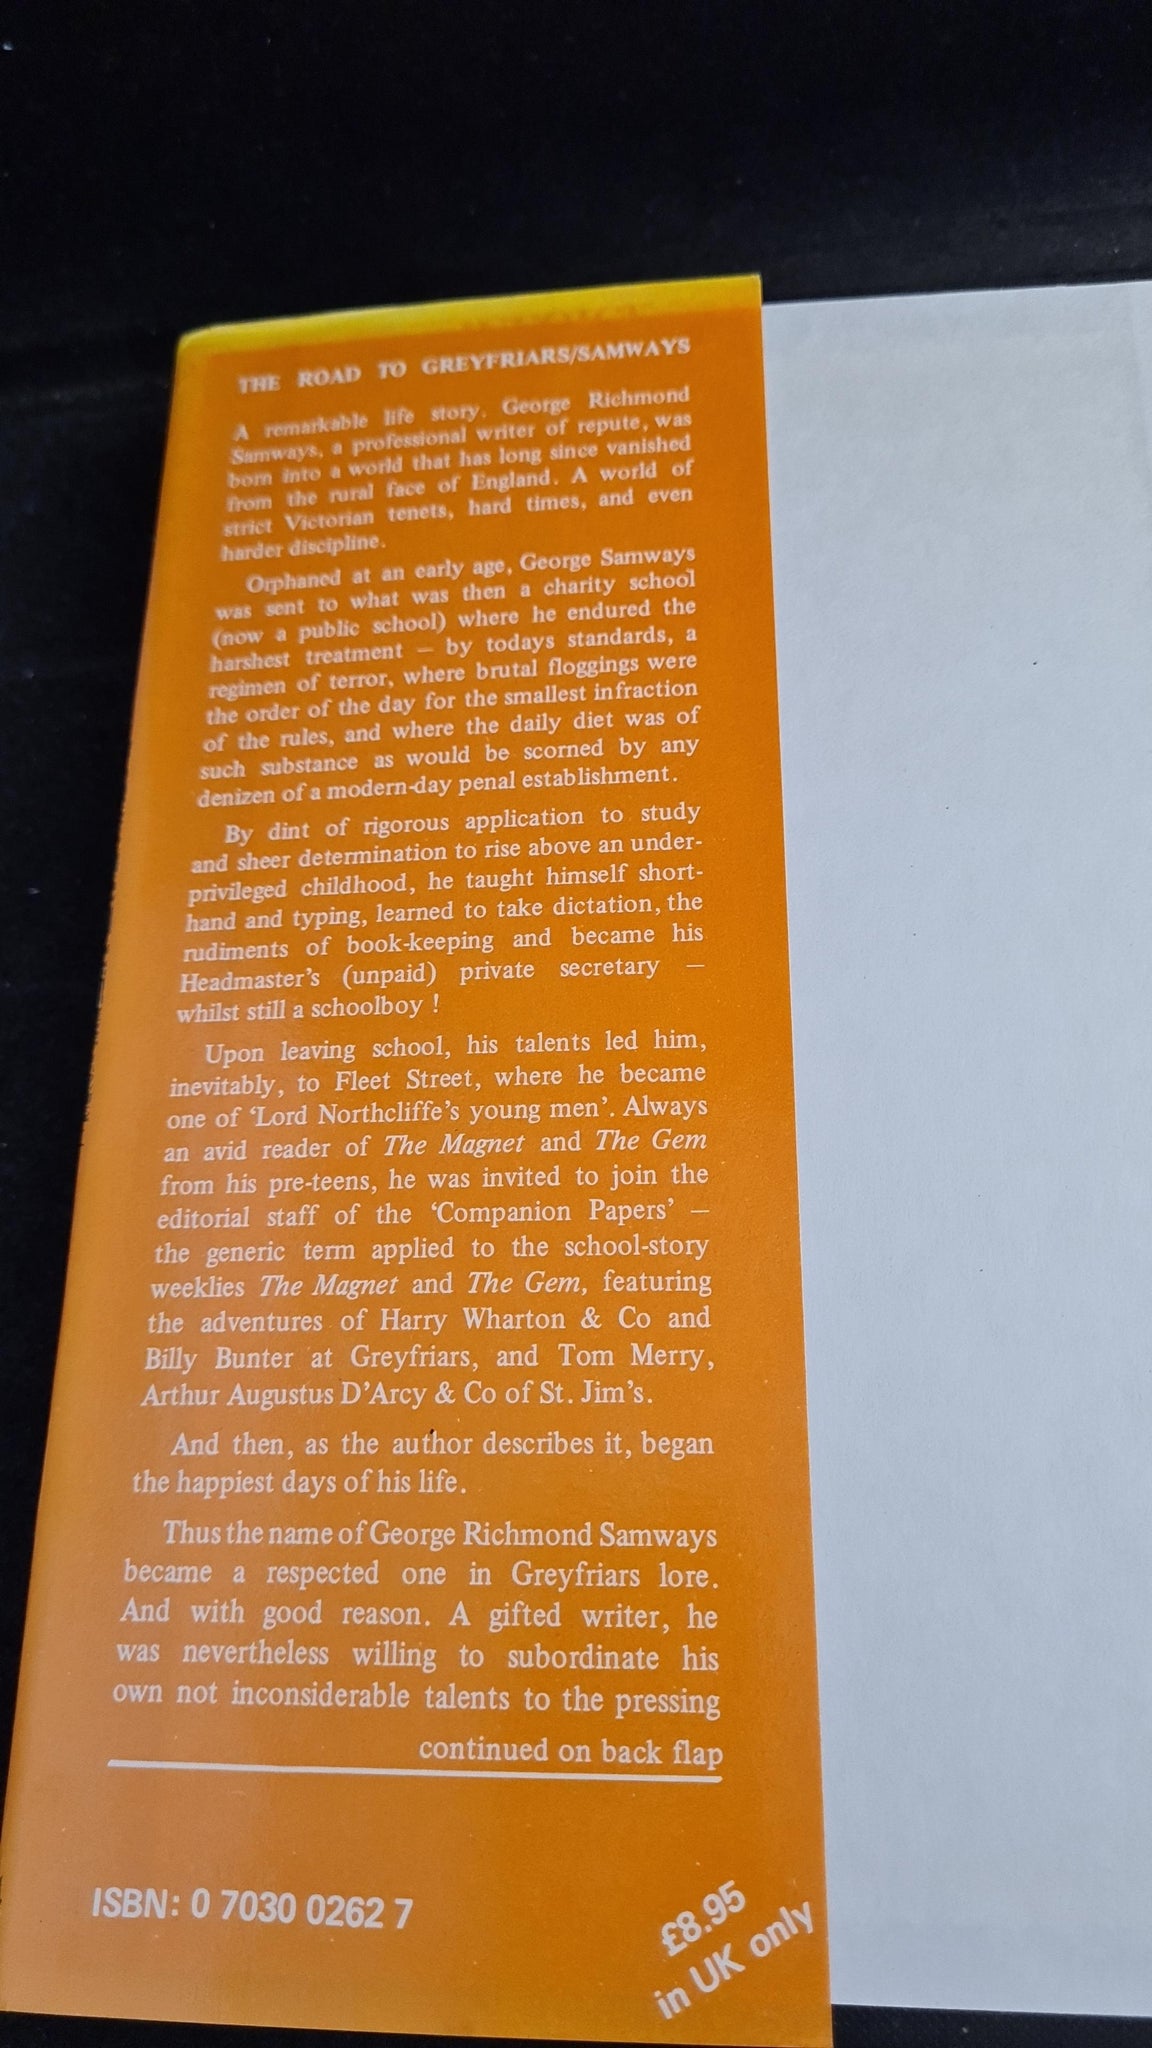 THE ROAD TO GREYFRIARS/SAMWAYS
A remarkable life story. George Richmond
Samways, a professional writer of repute, was
born into a world that has long since vanished
from the rural face of England. A world of
strict Victorian tenets, hard times, and even
harder discipline.
Orphaned at an early age, George Samways
was sent to what was then a charity school
(now a public school) where he endured the
harshest treatment — by todays standards, a
regimen of terror, where brutal floggings were
the order of the day for the smallest infraction
of the rules, and where the daily diet was of
such substance as would be scorned by any
denizen of a modern-day penal establishment.
By dint of rigorous application to study
and sheer determination to rise above an under-
privileged childhood, he taught himself short-
hand and typing, learned to take dictation, the
rudiments of book-keeping and became his
Headmaster's (unpaid) private secretary —
whilst still a schoolboy !
Upon leaving school, his talents led him,
inevitably, to Fleet Street, where he became
one of ‘Lord Northcliffe's young men’. Always
an avid reader of The Magnet and The Gem
from his pre-teens, he was invited to join the
editorial staff of the ‘Companion Papers’ —
the generic term applied to the school-story
weeklies The Magnet and The Gem, featuring
the adventures of Harry Wharton & Co and
Billy Bunter at Greyfriars, and Tom Merry,
Arthur Augustus D'Arcy & Co of St. Jim's.
And then, as the author describes it, began
the happiest days of his life.
Thus the name of George Richmond Samways
became a respected one in Greyfriars lore.
And with good reason. A gifted writer, he
was nevertheless willing to subordinate his
own not inconsiderable talents to the pressing
continued on back flap
ISBN: 0 7030 0262 7
£8.95
in UK only